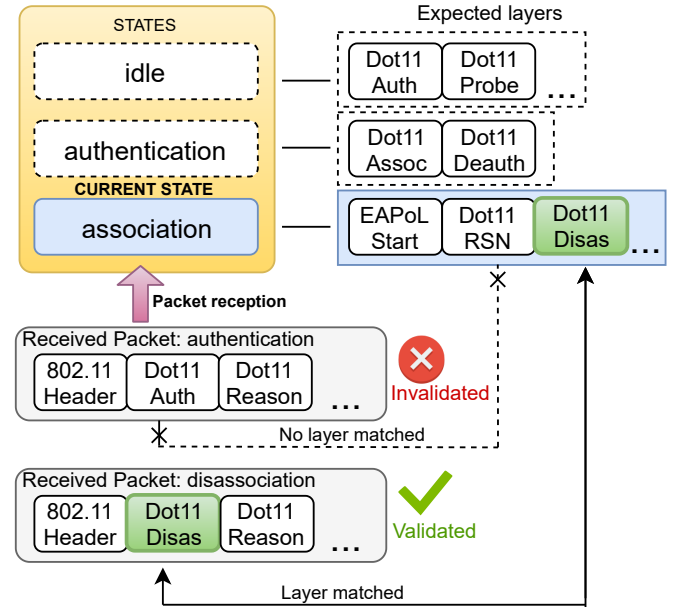 STATES
Expected layers
idle
Dot11
Auth
Dot11
Probe
...
authentication
Dot11
Assoc
Dot11
Deauth
CURRENT STATE
association
EAPoL
Start
Dot11
RSN
Dot11
Disas
...
Packet reception
Received Packet: authentication
802.11
Header
Dot11
Auth
Dot11
Reason
...
Invalidated
No layer matched
Received Packet: disassociation
802.11
Header
Dot11
Disas
Dot11
Reason
...
Validated
Layer matched